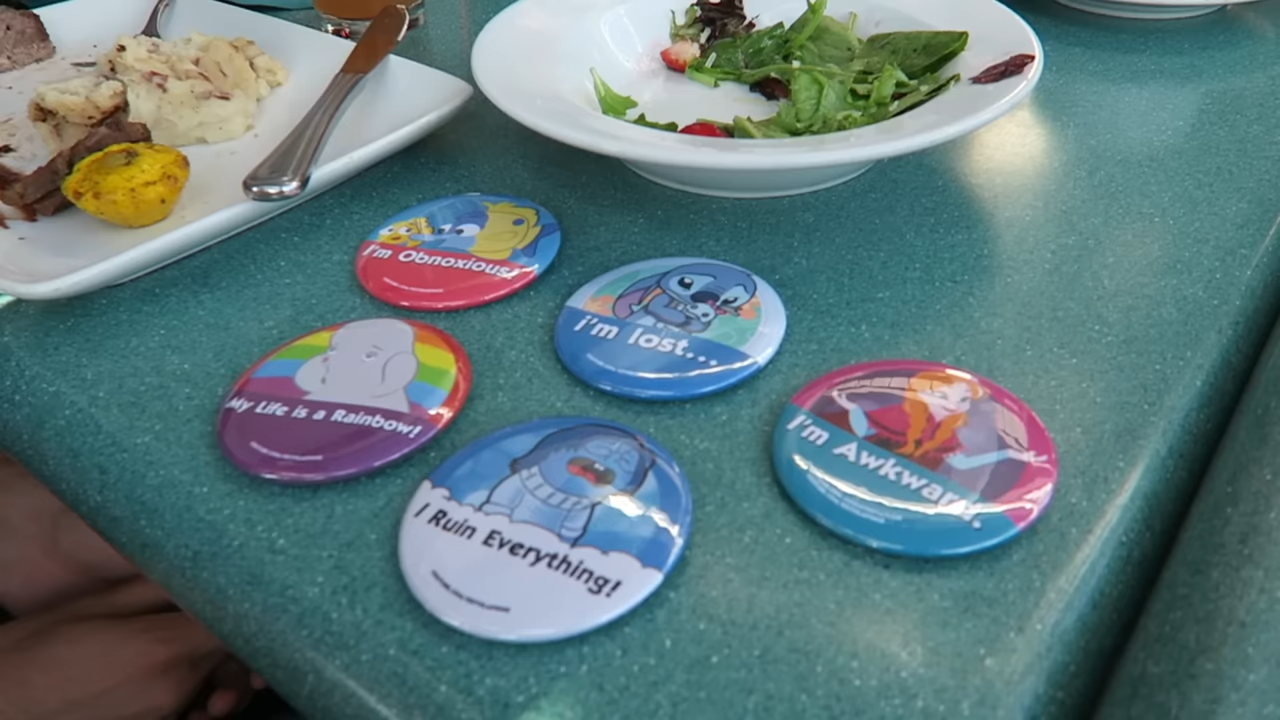 I'm Obnoxious!
i'm lost...
My Life is a Rainbow!
I'm Awkward.
I Ruin Everything!